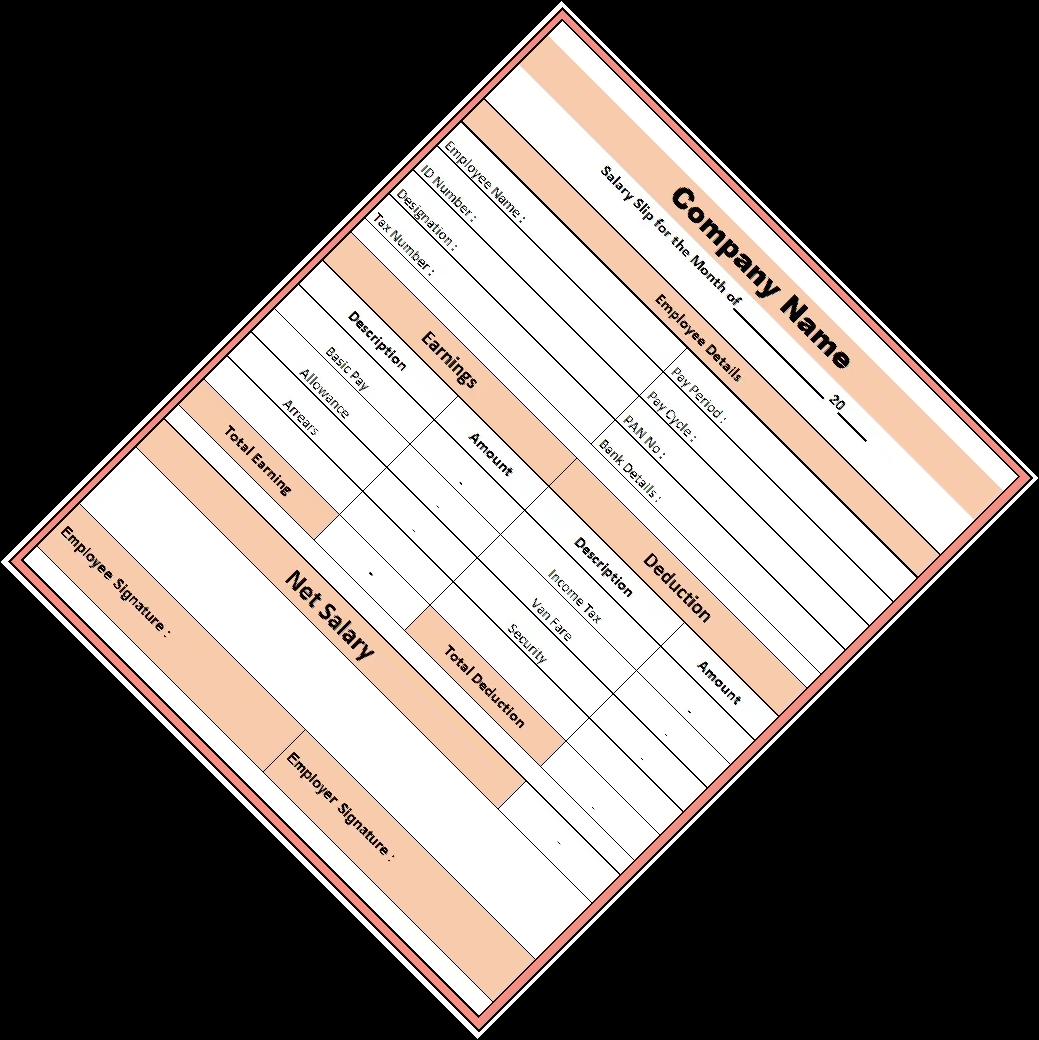 Company Name
Salary Slip for the Month of ____________ 20____
Employee Details
Employee Name : Pay Period :
ID Number : Pay Cycle :
Designation : PAN No :
Tax Number : Bank Details :
Earnings Deduction
Description Amount Description Amount
Basic Pay - Income Tax -
Allowance - Van Fare -
Arrears - Security -
Total Earning - Total Deduction -
Net Salary -
Employee Signature : Employer Signature :